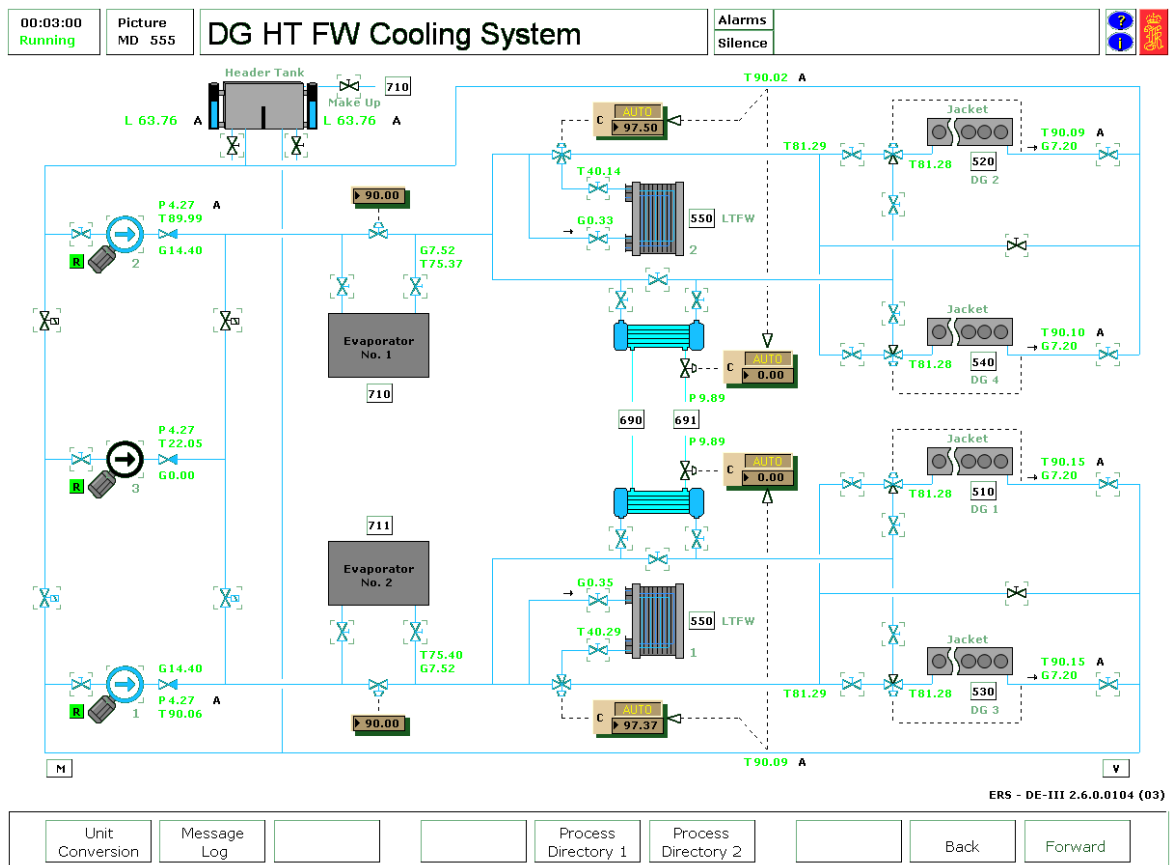 00:03:00
Running
Picture
MD 555
DG HT FW Cooling System
Alarms
Silence
?
i
Header Tank
710
Make Up
L 63.76 A
L 63.76 A
T90.02 A
AUTO
C
97.50
Jacket
T90.09 A
G7.20
T81.29
T81.28
520
DG 2
T40.14
90.00
P4.27 A
T89.99
G14.40
R
2
G7.52
T75.37
G0.33
550 LTFW
2
Evaporator
No. 1
710
Jacket
T90.10 A
G7.20
T81.28
540
DG 4
AUTO
C
0.00
P9.89
690
691
P9.89
AUTO
C
0.00
P4.27
T22.05
G0.00
R
3
Jacket
T90.15 A
G7.20
T81.28
510
DG 1
711
Evaporator
No. 2
G0.35
550 LTFW
T40.29
1
T75.40
G7.52
Jacket
T90.15 A
G7.20
T81.29
T81.28
530
DG 3
G14.40
P4.27 A
T90.06
R
1
90.00
AUTO
C
97.37
T90.09 A
M
V
ERS - DE-III 2.6.0.0104 (03)
Unit
Conversion
Message
Log
Process
Directory 1
Process
Directory 2
Back
Forward